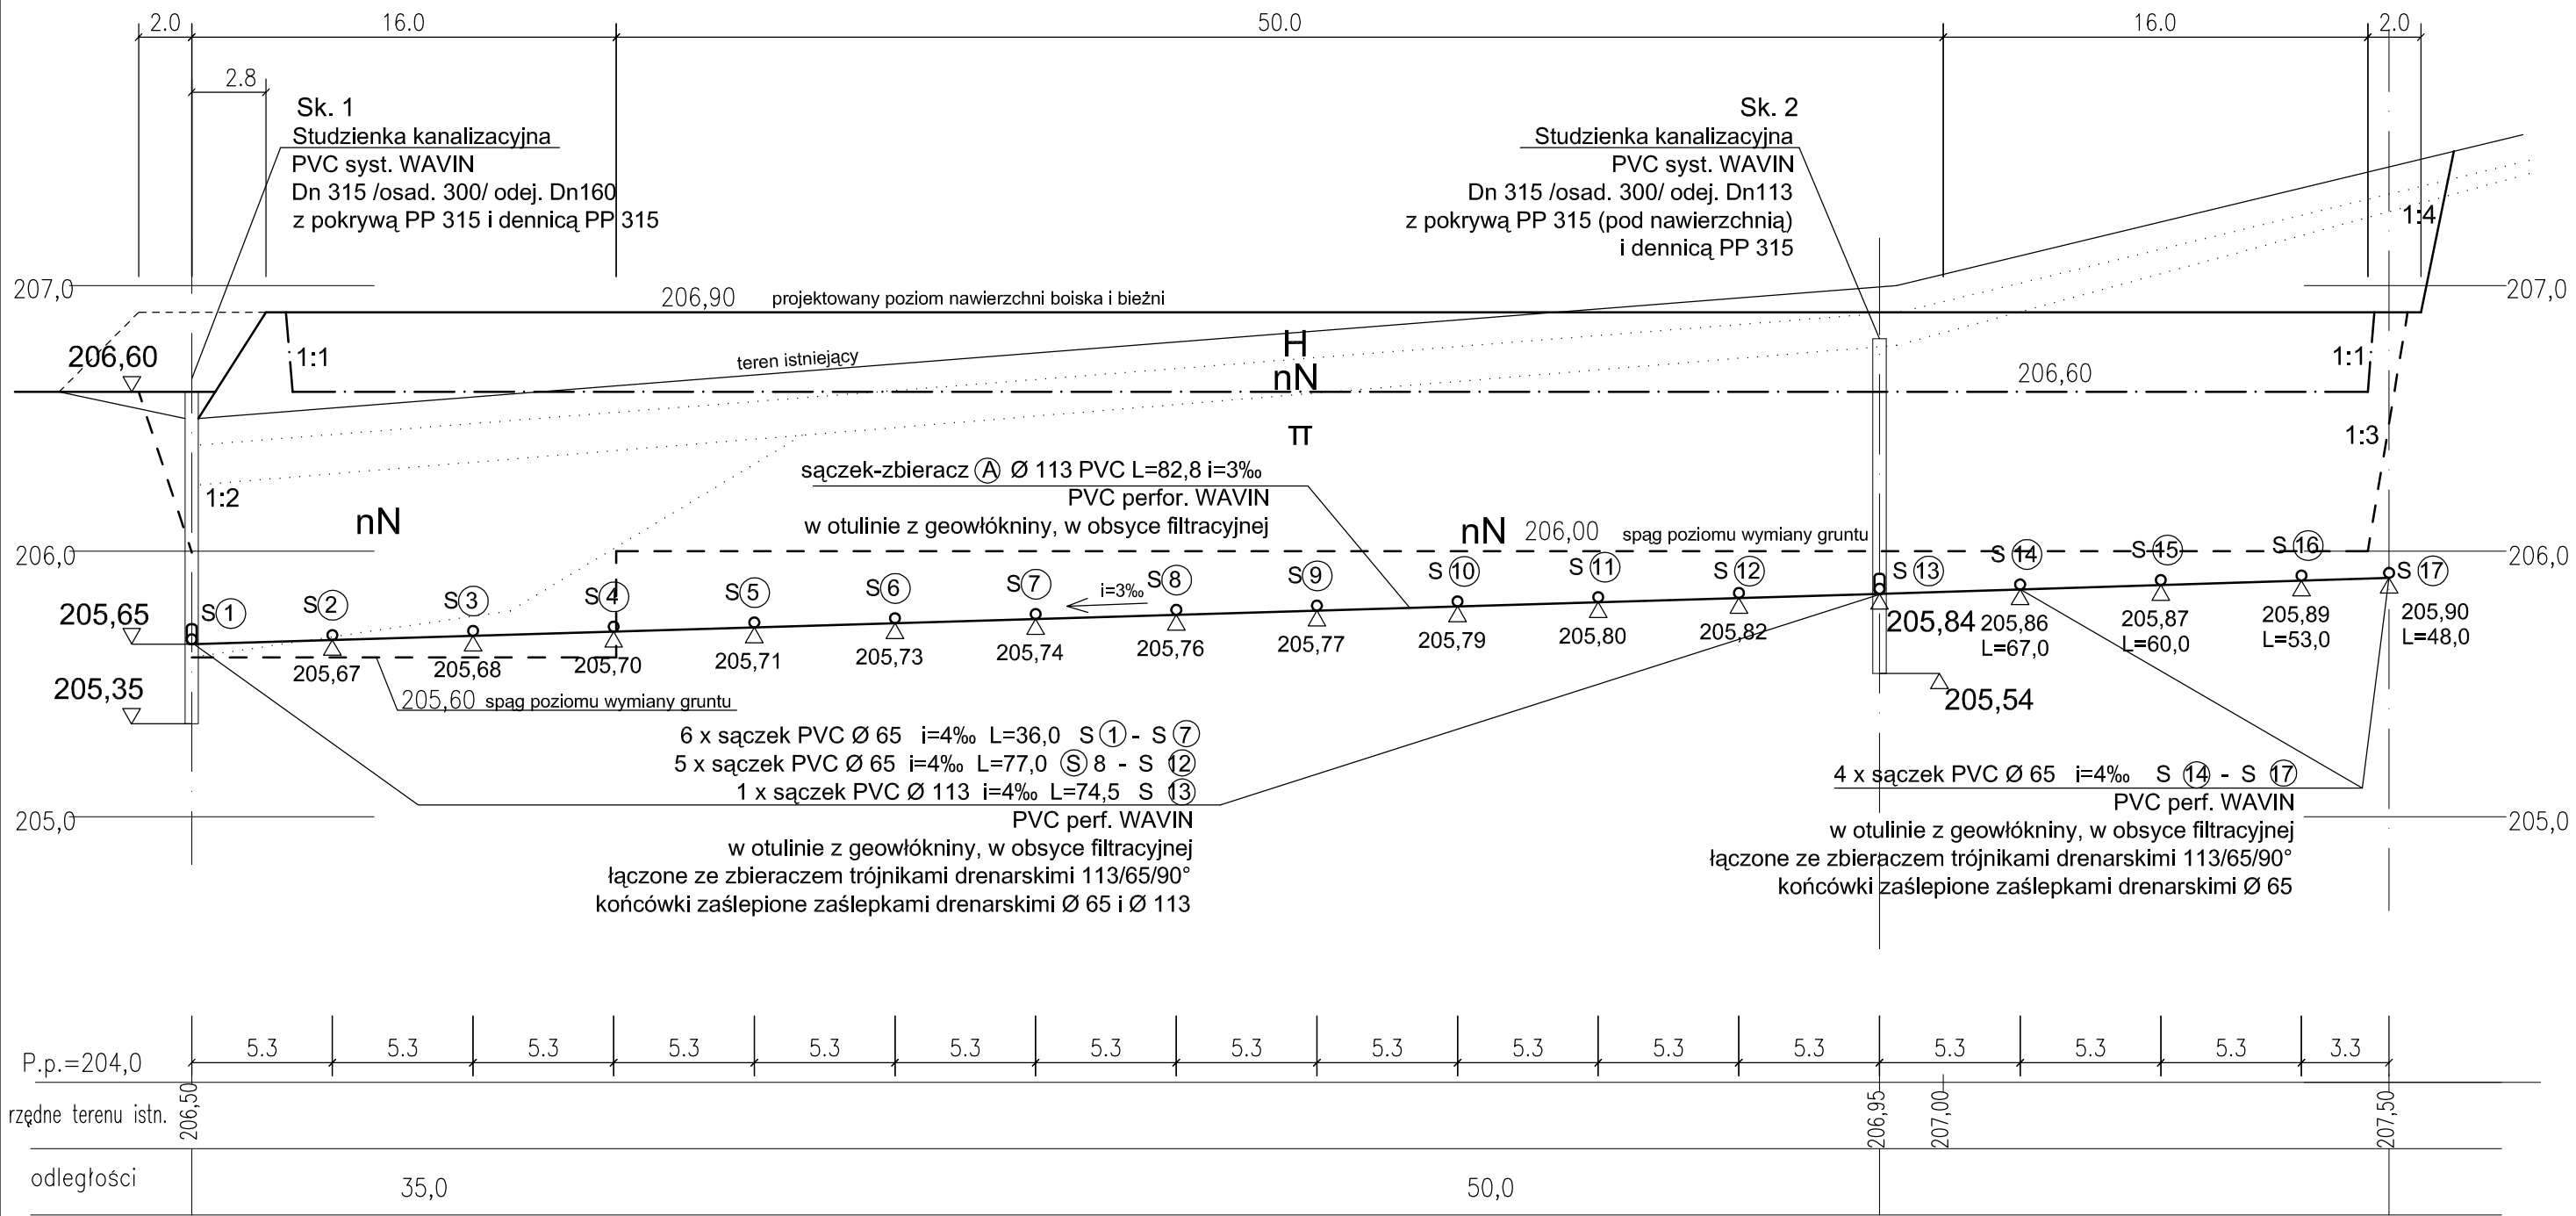 2.0 16.0 50.0 16.0 2.0
2.8
Sk. 1
Studzienka kanalizacyjna
PVC syst. WAVIN
Dn 315 /osad. 300/ odej. Dn160
z pokrywą PP 315 i dennicą PP 315
Sk. 2
Studzienka kanalizacyjna
PVC syst. WAVIN
Dn 315 /osad. 300/ odej. Dn113
z pokrywą PP 315 (pod nawierzchnią)
i dennicą PP 315
1:4
207,0
206,90 projektowany poziom nawierzchni boiska i bieżni
207,0
206,60
1:1
teren istniejący
H
nN
206,60
1:1
π
1:3
sączek-zbieracz A Ø 113 PVC L=82,8 i=3‰
PVC perfor. WAVIN
w otulinie z geowłókniny, w obsyce filtracyjnej
1:2
nN
nN 206,00 spąg poziomu wymiany gruntu
206,0
206,0
S 1 S 2 S 3 S 4 S 5 S 6 S 7 i=3‰ S 8 S 9 S 10 S 11 S 12 S 13 S 14 S 15 S 16 S 17
205,65
205,67 205,68 205,70 205,71 205,73 205,74 205,76 205,77 205,79 205,80 205,82 205,84 205,86 205,87 205,89 205,90
L=67,0 L=60,0 L=53,0 L=48,0
205,35
205,60 spąg poziomu wymiany gruntu
205,54
6 x sączek PVC Ø 65 i=4‰ L=36,0 S 1 - S 7
5 x sączek PVC Ø 65 i=4‰ L=77,0 S 8 - S 12
1 x sączek PVC Ø 113 i=4‰ L=74,5 S 13
PVC perf. WAVIN
w otulinie z geowłókniny, w obsyce filtracyjnej
łączone ze zbieraczem trójnikami drenarskimi 113/65/90°
końcówki zaślepione zaślepkami drenarskimi Ø 65 i Ø 113
4 x sączek PVC Ø 65 i=4‰ S 14 - S 17
PVC perf. WAVIN
w otulinie z geowłókniny, w obsyce filtracyjnej
łączone ze zbieraczem trójnikami drenarskimi 113/65/90°
końcówki zaślepione zaślepkami drenarskimi Ø 65
205,0
205,0
5.3 5.3 5.3 5.3 5.3 5.3 5.3 5.3 5.3 5.3 5.3 5.3 5.3 5.3 5.3 3.3
P.p.=204,0
rzędne terenu istn. 206,50 206,95 207,00 207,50
odległości 35,0 50,0